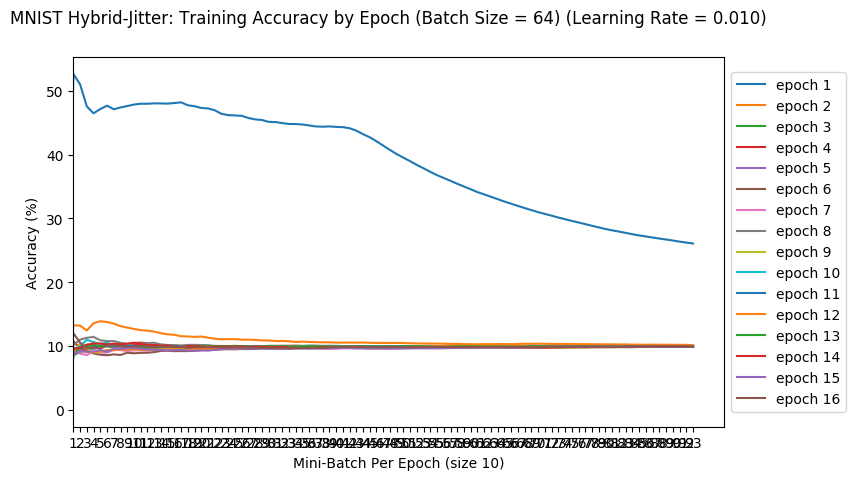 MNIST Hybrid-Jitter: Training Accuracy by Epoch (Batch Size = 64) (Learning Rate = 0.010)
Accuracy (%)
50
40
30
20
10
0
Mini-Batch Per Epoch (size 10)
epoch 1
epoch 2
epoch 3
epoch 4
epoch 5
epoch 6
epoch 7
epoch 8
epoch 9
epoch 10
epoch 11
epoch 12
epoch 13
epoch 14
epoch 15
epoch 16